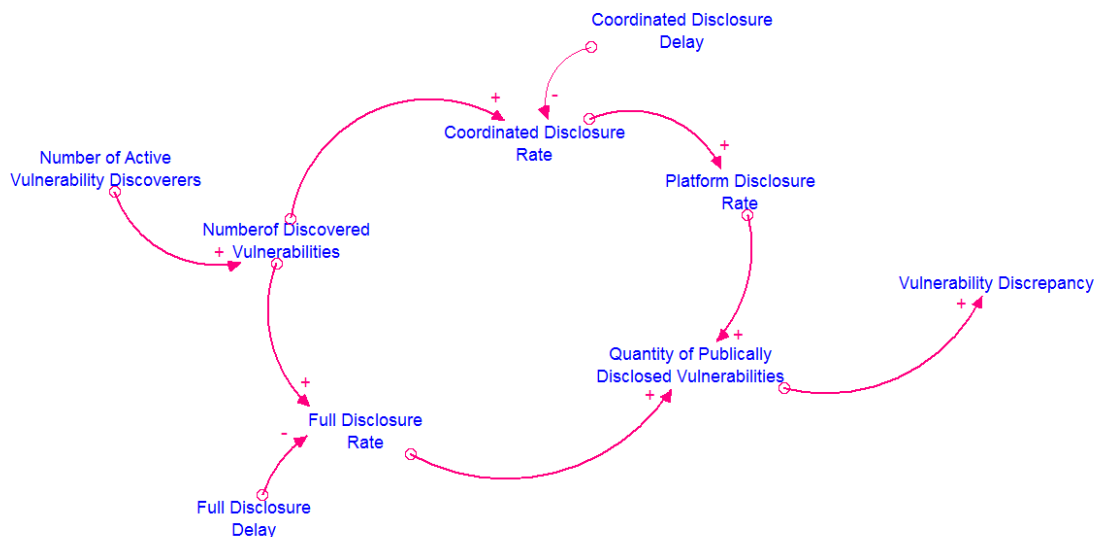 Coordinated Disclosure
Delay
+
-
Coordinated Disclosure
Rate
+
Number of Active
Vulnerability Discoverers
Platform Disclosure
Rate
+
Numberof Discovered
Vulnerabilities
Vulnerability Discrepancy
+
+
Quantity of Publically
Disclosed Vulnerabilities
+
+
Full Disclosure
Rate
-
Full Disclosure
Delay